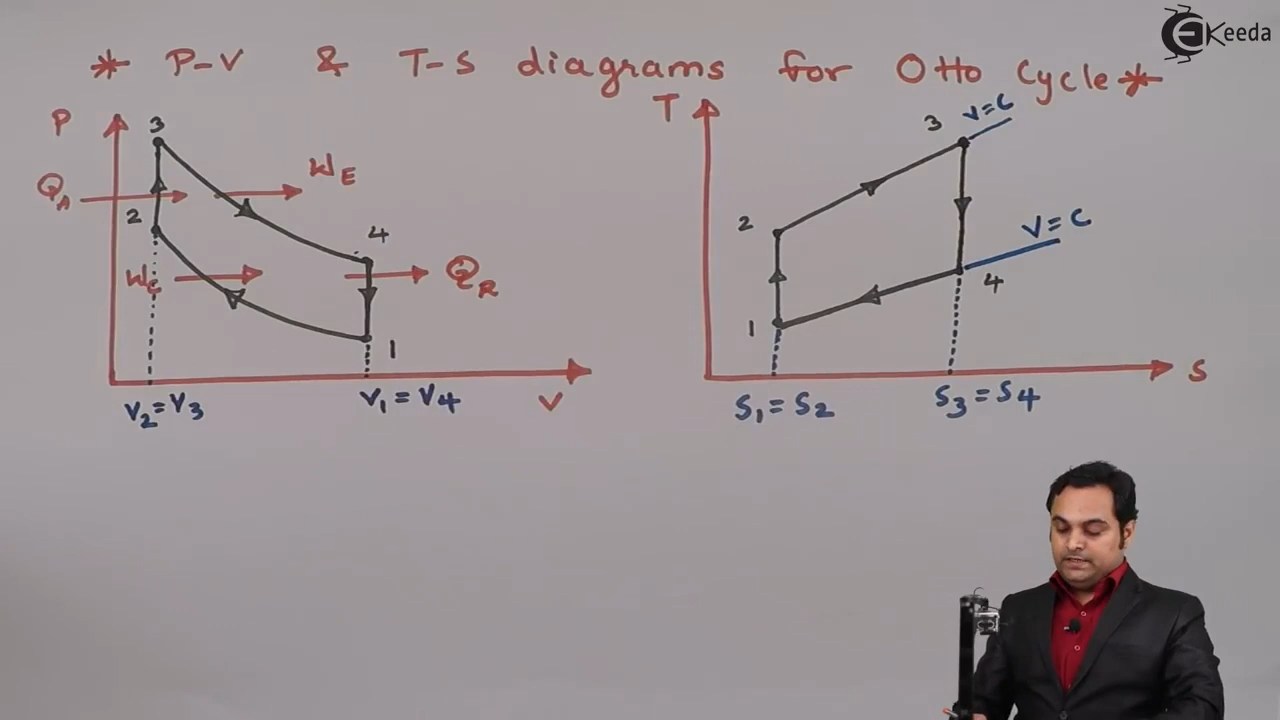 Ekeeda
* P-V & T-S diagrams for Otto Cycle *
P
3
QA
WE
2
4
WC
QR
1
V2 = V3
V1 = V4
V
T
3
V = C
2
V = C
4
1
S
S1 = S2
S3 = S4